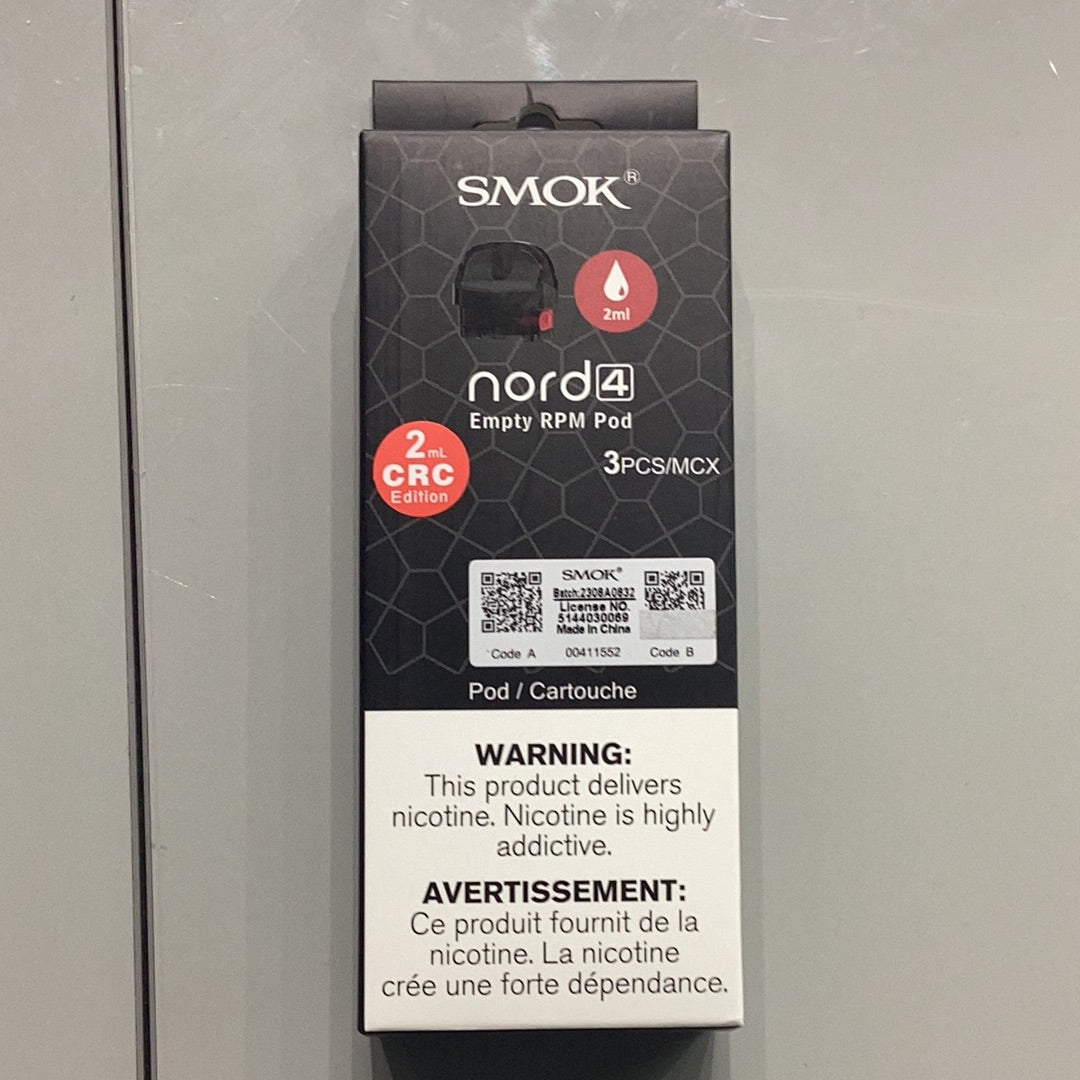 SMOK®
2ml
nord4
Empty RPM Pod
2mL
CRC
Edition
3PCS/MCX
SMOK®
Batch:2308A0832
License NO.
5144030069
Made in China
Code A 00411552 Code B
Pod / Cartouche
WARNING:
This product delivers
nicotine. Nicotine is highly
addictive.
AVERTISSEMENT:
Ce produit fournit de la
nicotine. La nicotine
crée une forte dépendance.